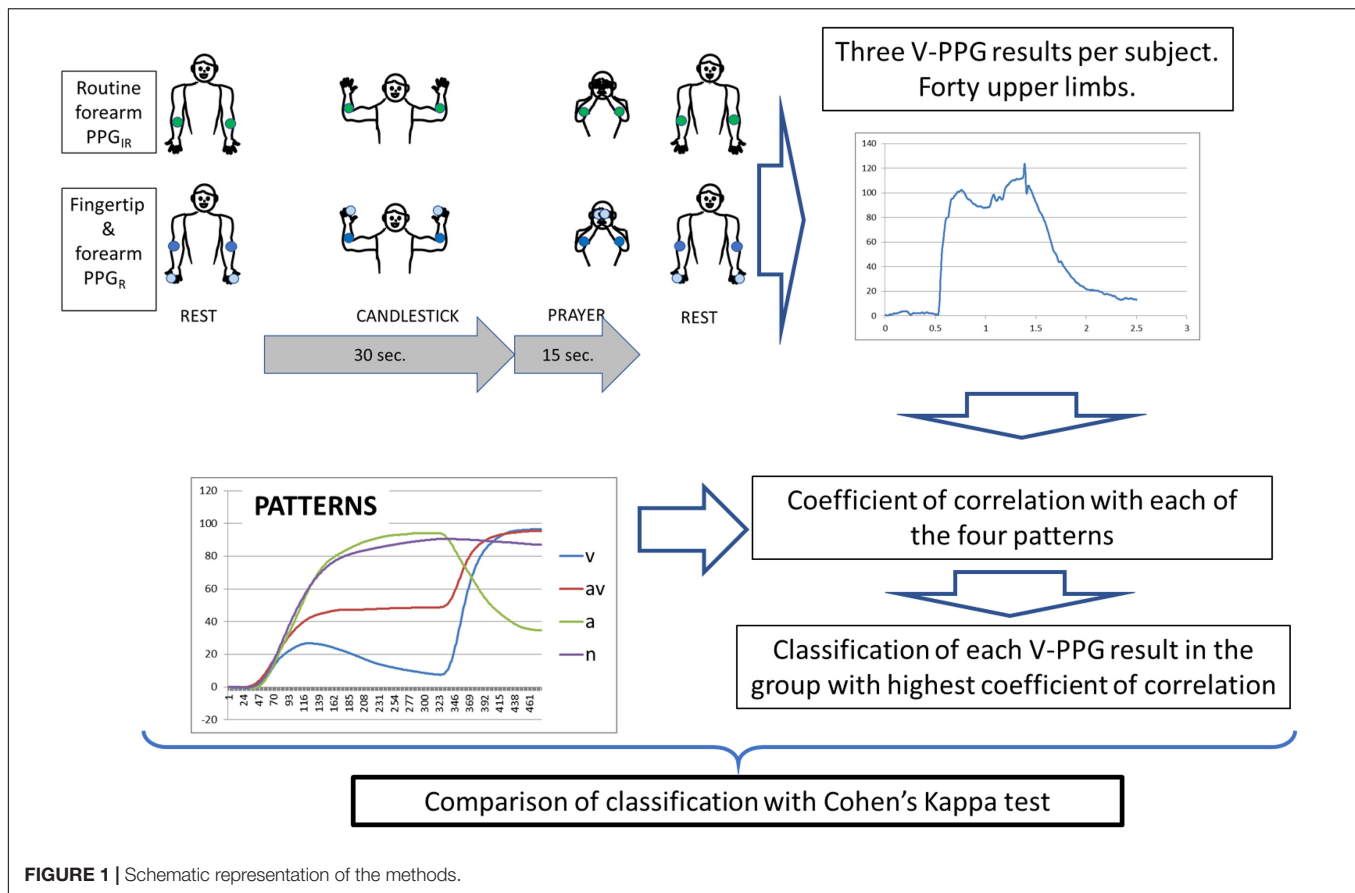 Routine
forearm
PPGIR
Fingertip
&
forearm
PPGR
REST
CANDLESTICK
PRAYER
REST
30 sec.
15 sec.
Three V-PPG results per subject.
Forty upper limbs.
140
120
100
80
60
40
20
0
0 0.5 1 1.5 2 2.5 3
PATTERNS
120
100
80
60
40
20
0
-20
1 24 47 70 93 116 139 162 185 208 231 254 277 300 323 346 369 392 415 438 461
v
av
a
n
Coefficient of correlation with each of
the four patterns
Classification of each V-PPG result in the
group with highest coefficient of correlation
Comparison of classification with Cohen's Kappa test
FIGURE 1 | Schematic representation of the methods.